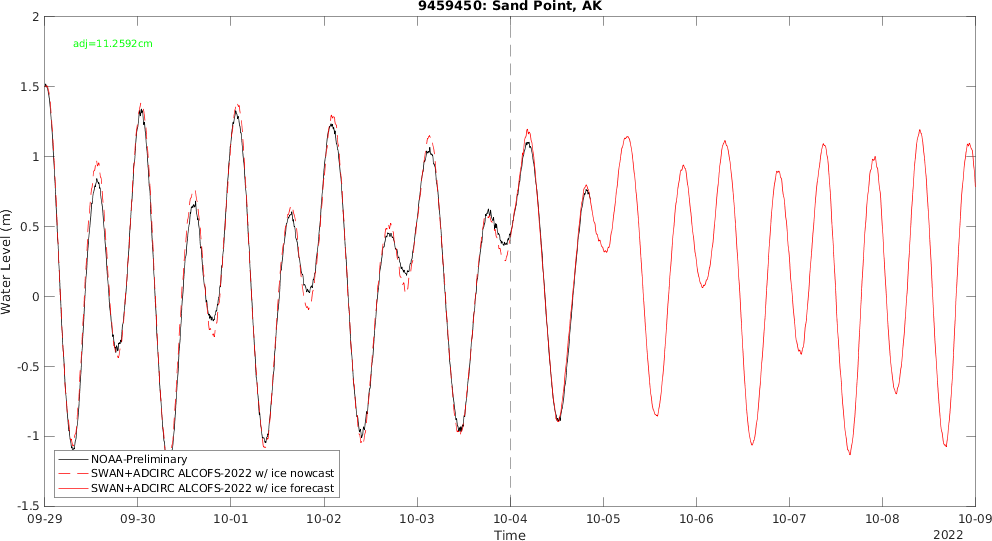 9459450: Sand Point, AK
2
adj=11.2592cm
1.5
1
0.5
0
-0.5
-1
-1.5
Water Level (m)
NOAA-Preliminary
SWAN+ADCIRC ALCOFS-2022 w/ ice nowcast
SWAN+ADCIRC ALCOFS-2022 w/ ice forecast
09-29 09-30 10-01 10-02 10-03 10-04 10-05 10-06 10-07 10-08 10-09
Time
2022